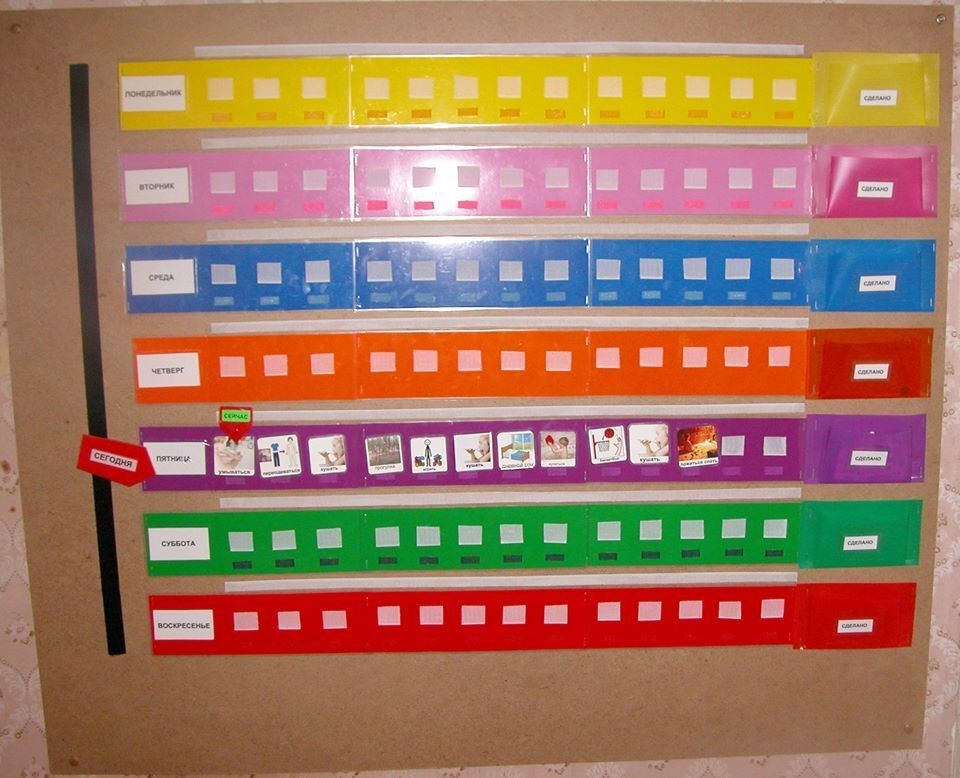 ПОНЕДЕЛЬНИК
СДЕЛАНО
ВТОРНИК
СДЕЛАНО
СРЕДА
СДЕЛАНО
ЧЕТВЕРГ
СДЕЛАНО
СЕЙЧАС
СЕГОДНЯ
ПЯТНИЦА
умываться
переодеваться
кушать
прогулка
играть
кушать
ДНЕВНОЙ СОН
кушать
ложиться спать
СДЕЛАНО
СУББОТА
СДЕЛАНО
ВОСКРЕСЕНЬЕ
СДЕЛАНО